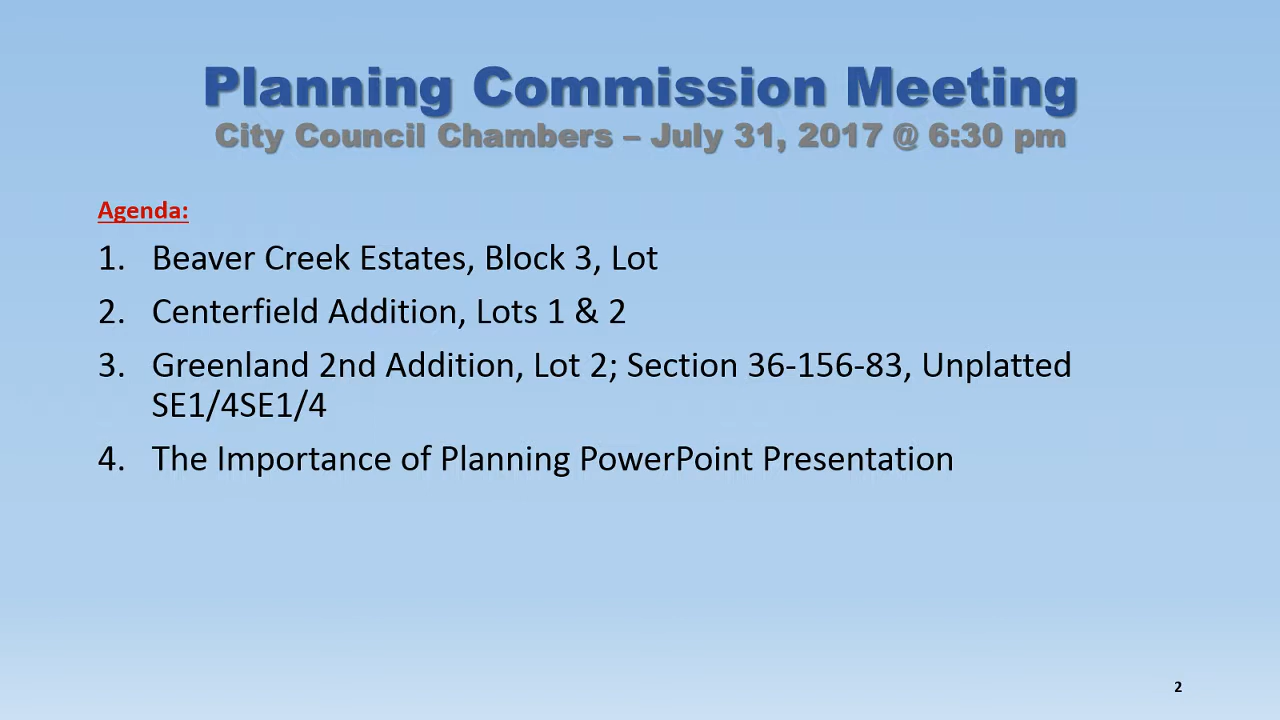 Planning Commission Meeting
City Council Chambers – July 31, 2017 @ 6:30 pm
Agenda:
1. Beaver Creek Estates, Block 3, Lot
2. Centerfield Addition, Lots 1 & 2
3. Greenland 2nd Addition, Lot 2; Section 36-156-83, Unplatted
SE1/4SE1/4
4. The Importance of Planning PowerPoint Presentation
2